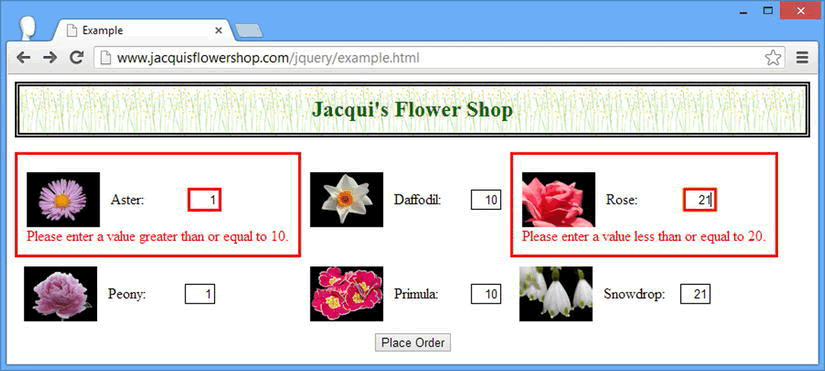 Example
www.jacquisflowershop.com/jquery/example.html
Jacqui's Flower Shop
Aster: 1 Daffodil: 10 Rose: 21
Please enter a value greater than or equal to 10. Please enter a value less than or equal to 20.
Peony: 1 Primula: 10 Snowdrop: 21
Place Order